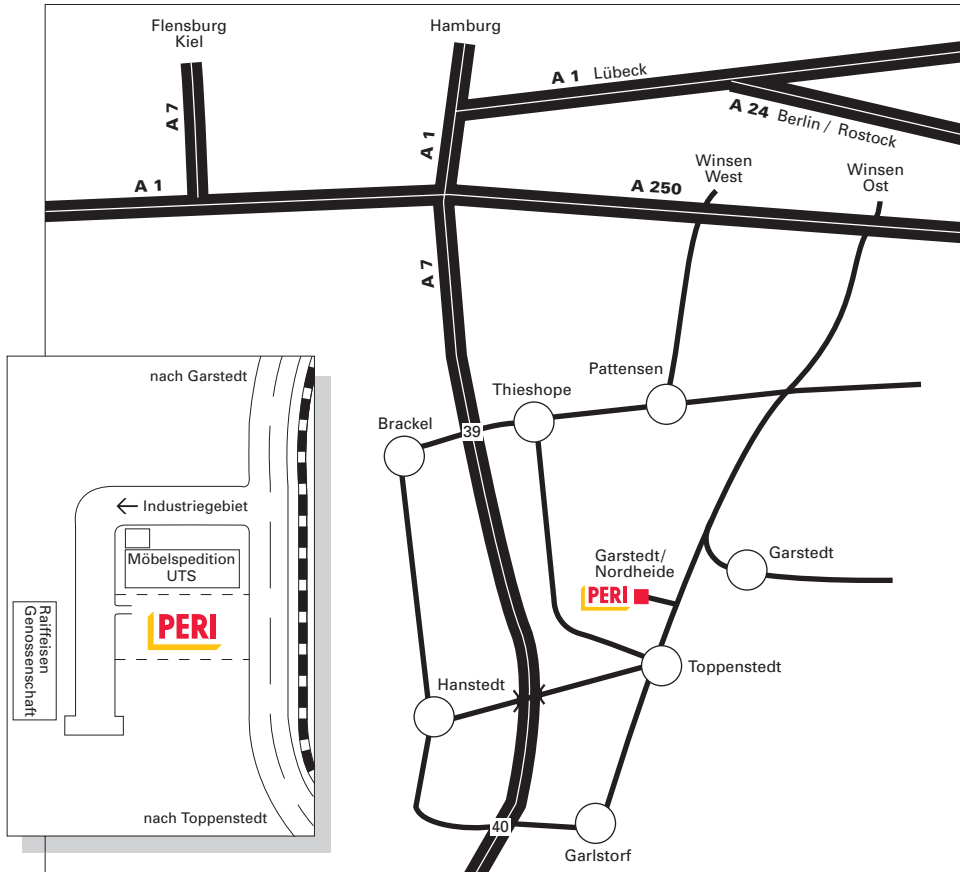 Flensburg
Kiel
Hamburg
A 7
A 1
A 1 Lübeck
A 24 Berlin / Rostock
A 1
A 250
Winsen
West
Winsen
Ost
A 7
nach Garstedt
Industriegebiet
Möbelspedition
UTS
PERI
Raiffeisen
Genossenschaft
nach Toppenstedt
Pattensen
Thieshope
Brackel
39
Garstedt/
Nordheide
PERI
Garstedt
Toppenstedt
Hanstedt
40
Garlstorf